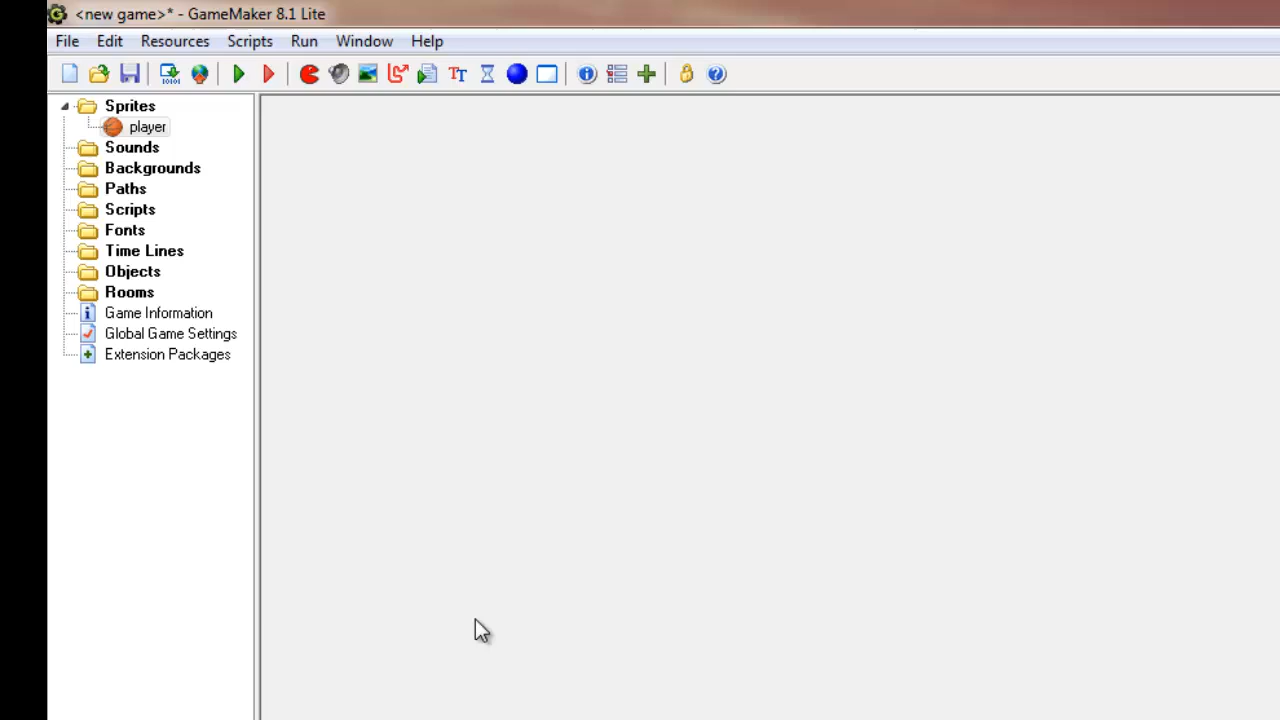 <new game>* - GameMaker 8.1 Lite
File Edit Resources Scripts Run Window Help
Sprites
player
Sounds
Backgrounds
Paths
Scripts
Fonts
Time Lines
Objects
Rooms
Game Information
Global Game Settings
Extension Packages